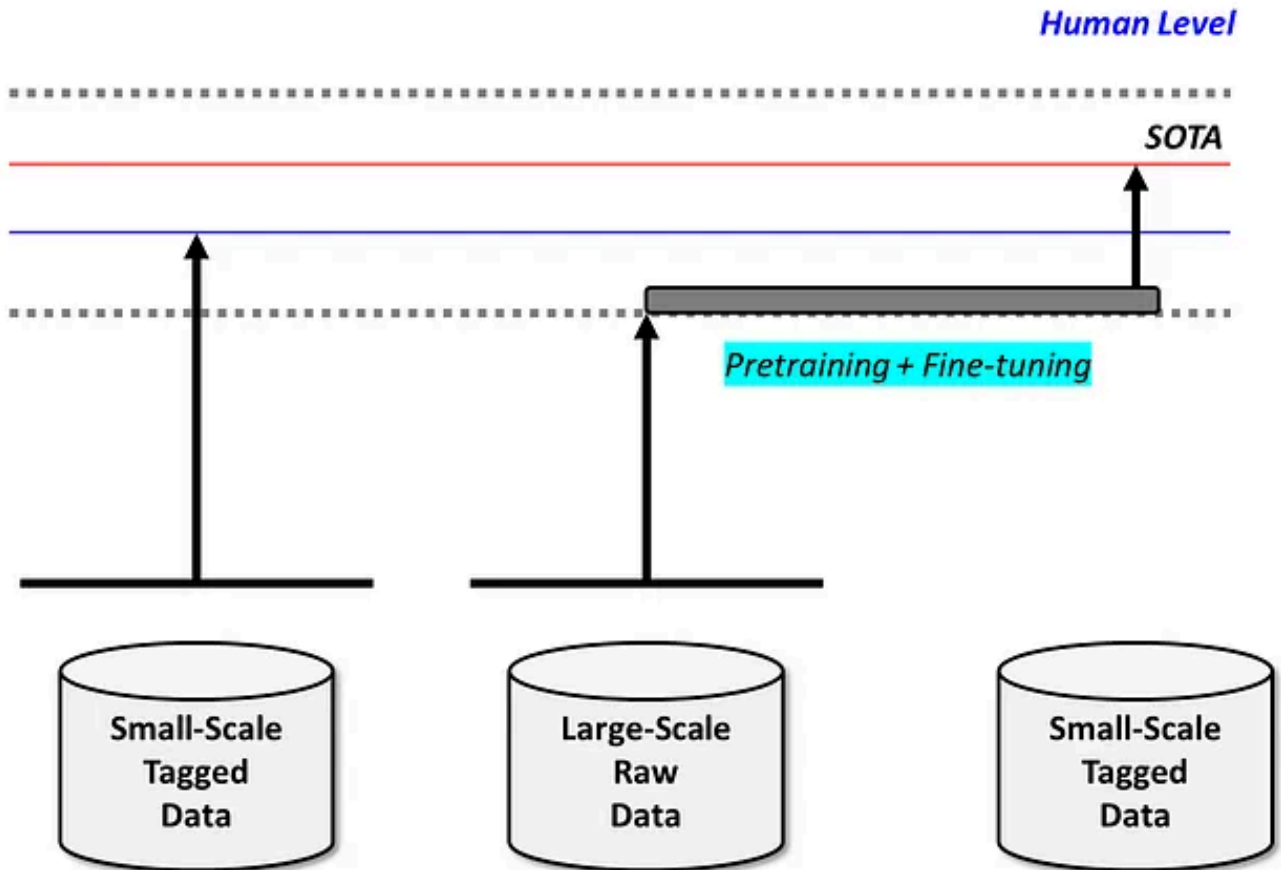 Human Level
SOTA
Pretraining + Fine-tuning
Small-Scale
Tagged
Data
Large-Scale
Raw
Data
Small-Scale
Tagged
Data